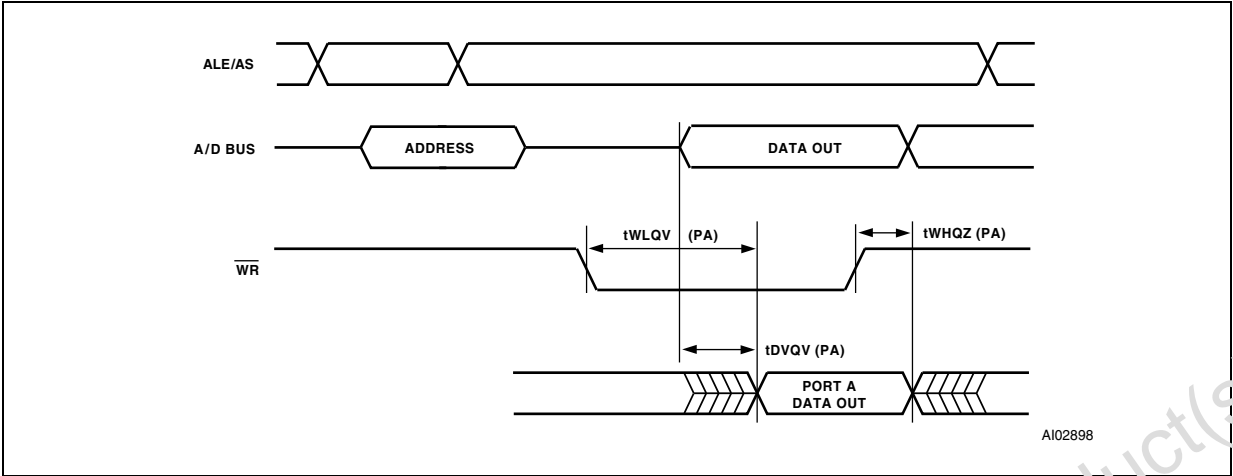 ALE/AS
A/D BUS
ADDRESS
DATA OUT
tWLQV (PA)
tWHQZ (PA)
WR
tDVQV (PA)
PORT A
DATA OUT
AI02898